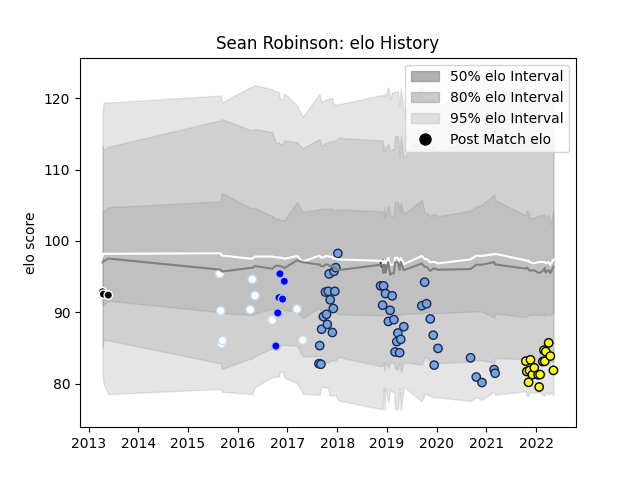 Sean Robinson: elo History
50% elo Interval
80% elo Interval
95% elo Interval
Post Match elo
elo score
120
110
100
90
80
2013 2014 2015 2016 2017 2018 2019 2020 2021 2022